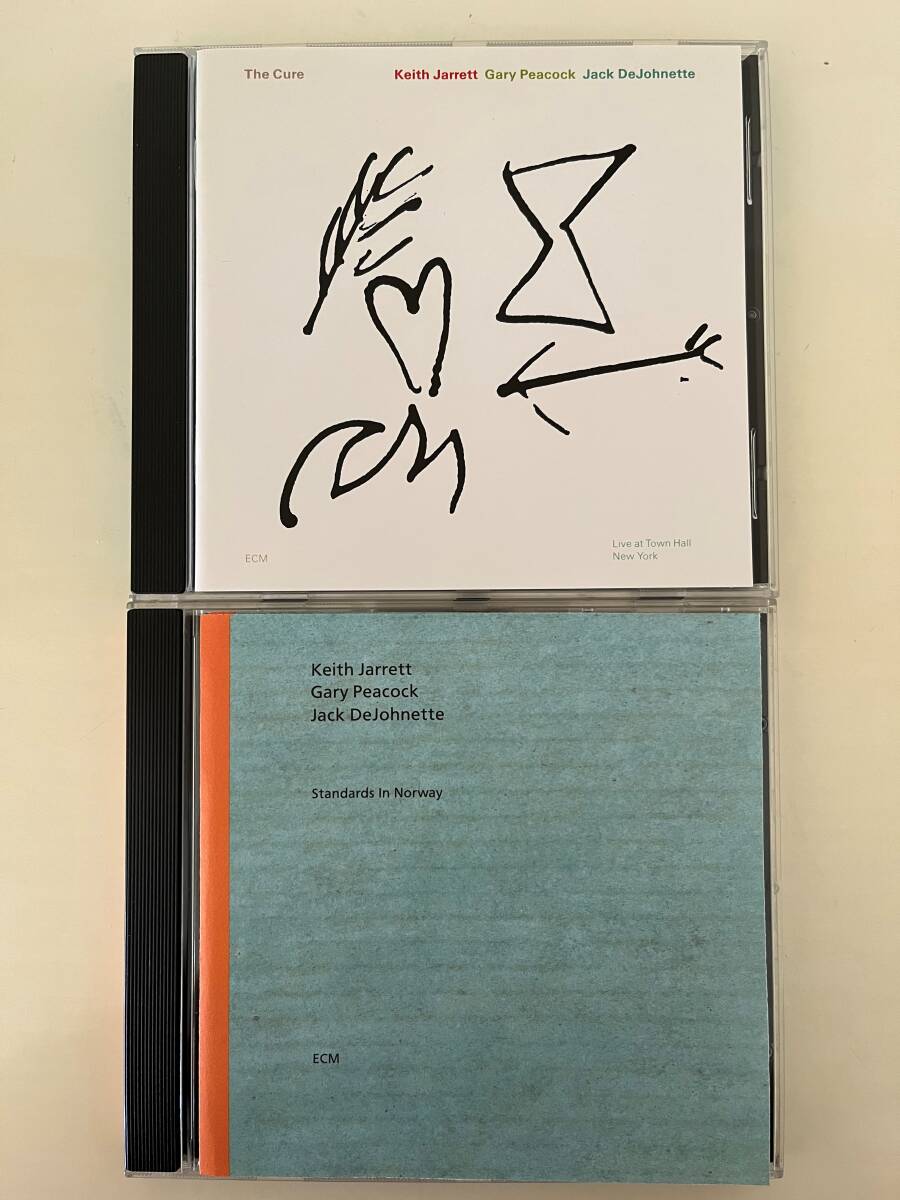 The Cure
Keith Jarrett Gary Peacock Jack DeJohnette
ECM
Live at Town Hall
New York
Keith Jarrett
Gary Peacock
Jack DeJohnette
Standards In Norway
ECM